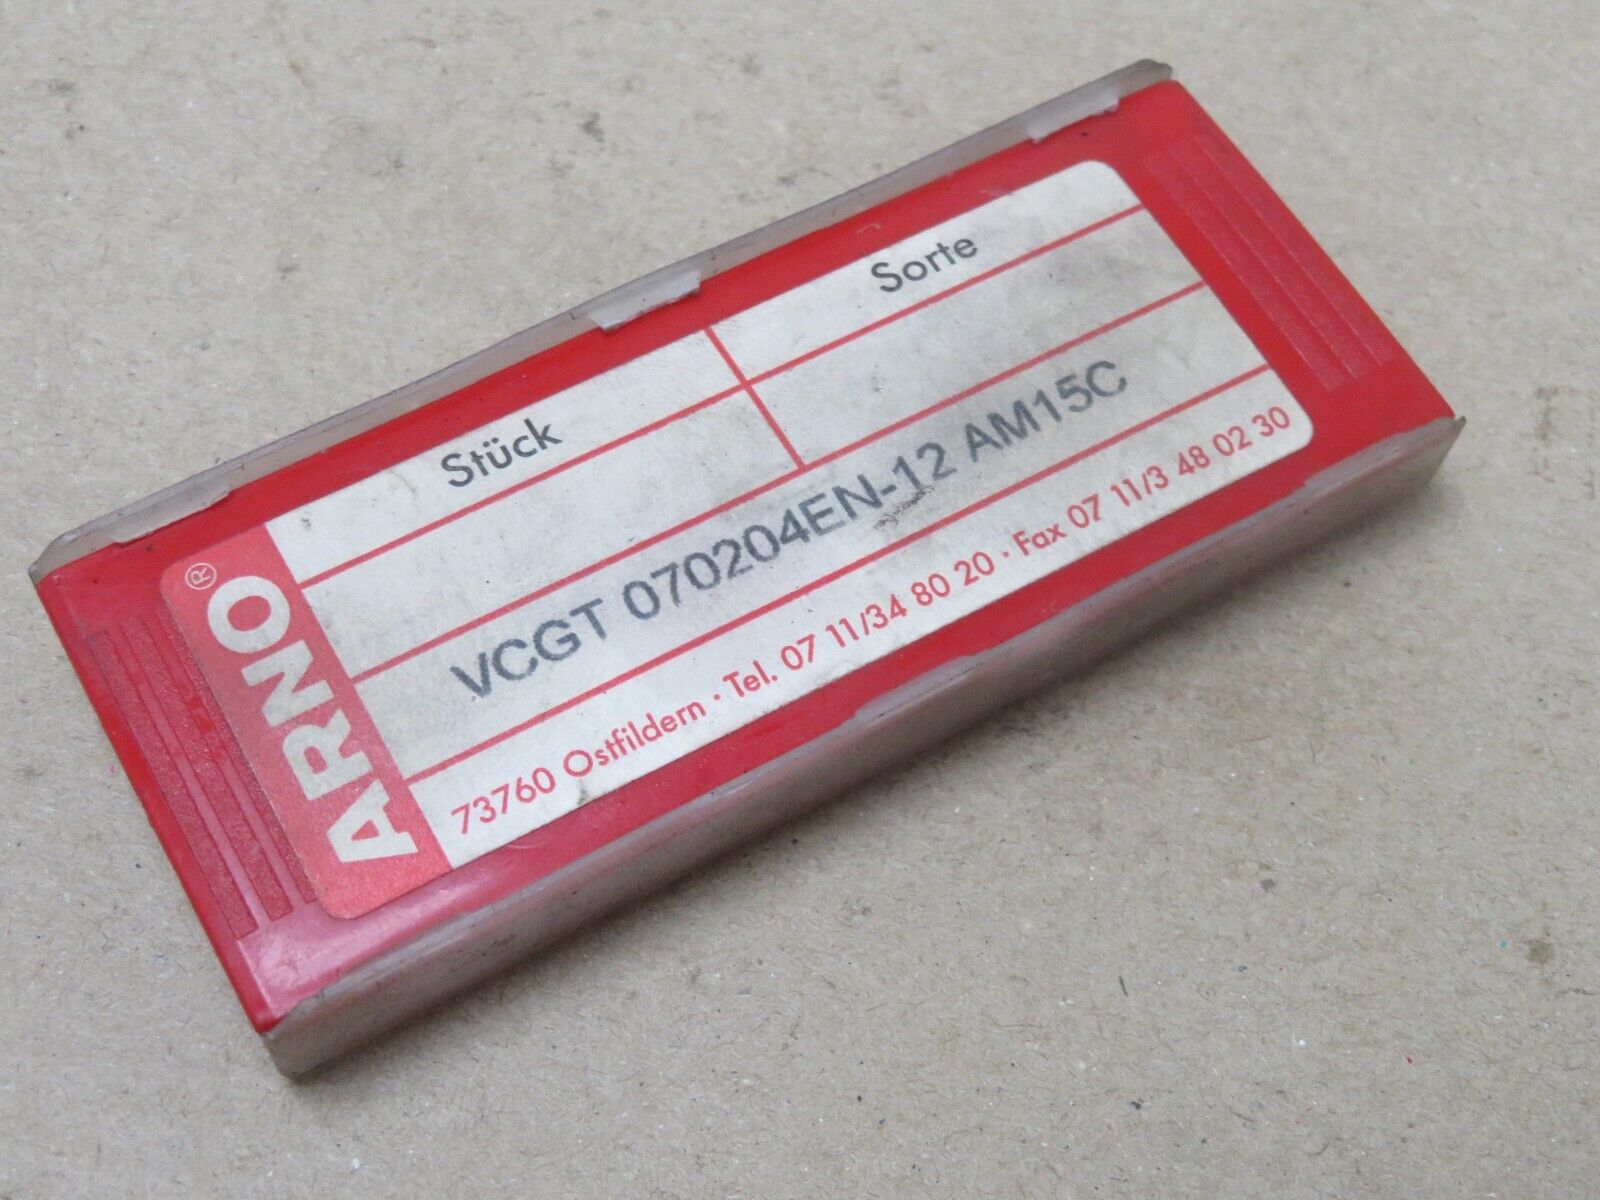 ARNO®
Stück Sorte
VCGT 070204EN-12 AM15C
73760 Ostfildern · Tel. 07 11/34 80 20 · Fax 07 11/3 48 02 30